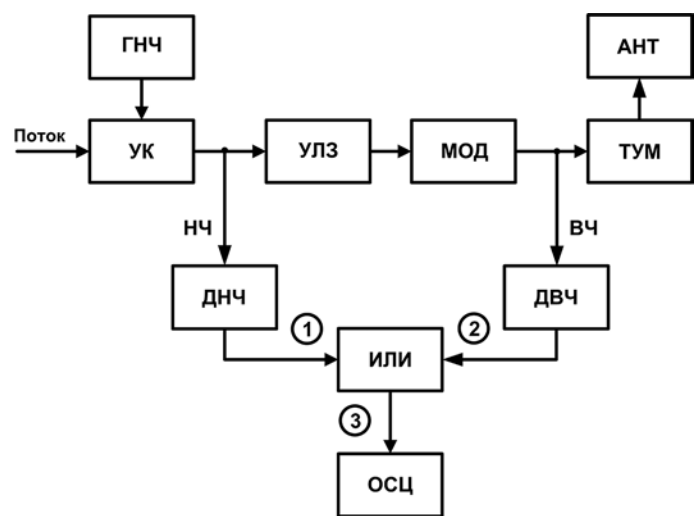 ГНЧ
АНТ
Поток
УК
УЛЗ
МОД
ТУМ
НЧ
ВЧ
ДНЧ
ДВЧ
1
2
ИЛИ
3
ОСЦ